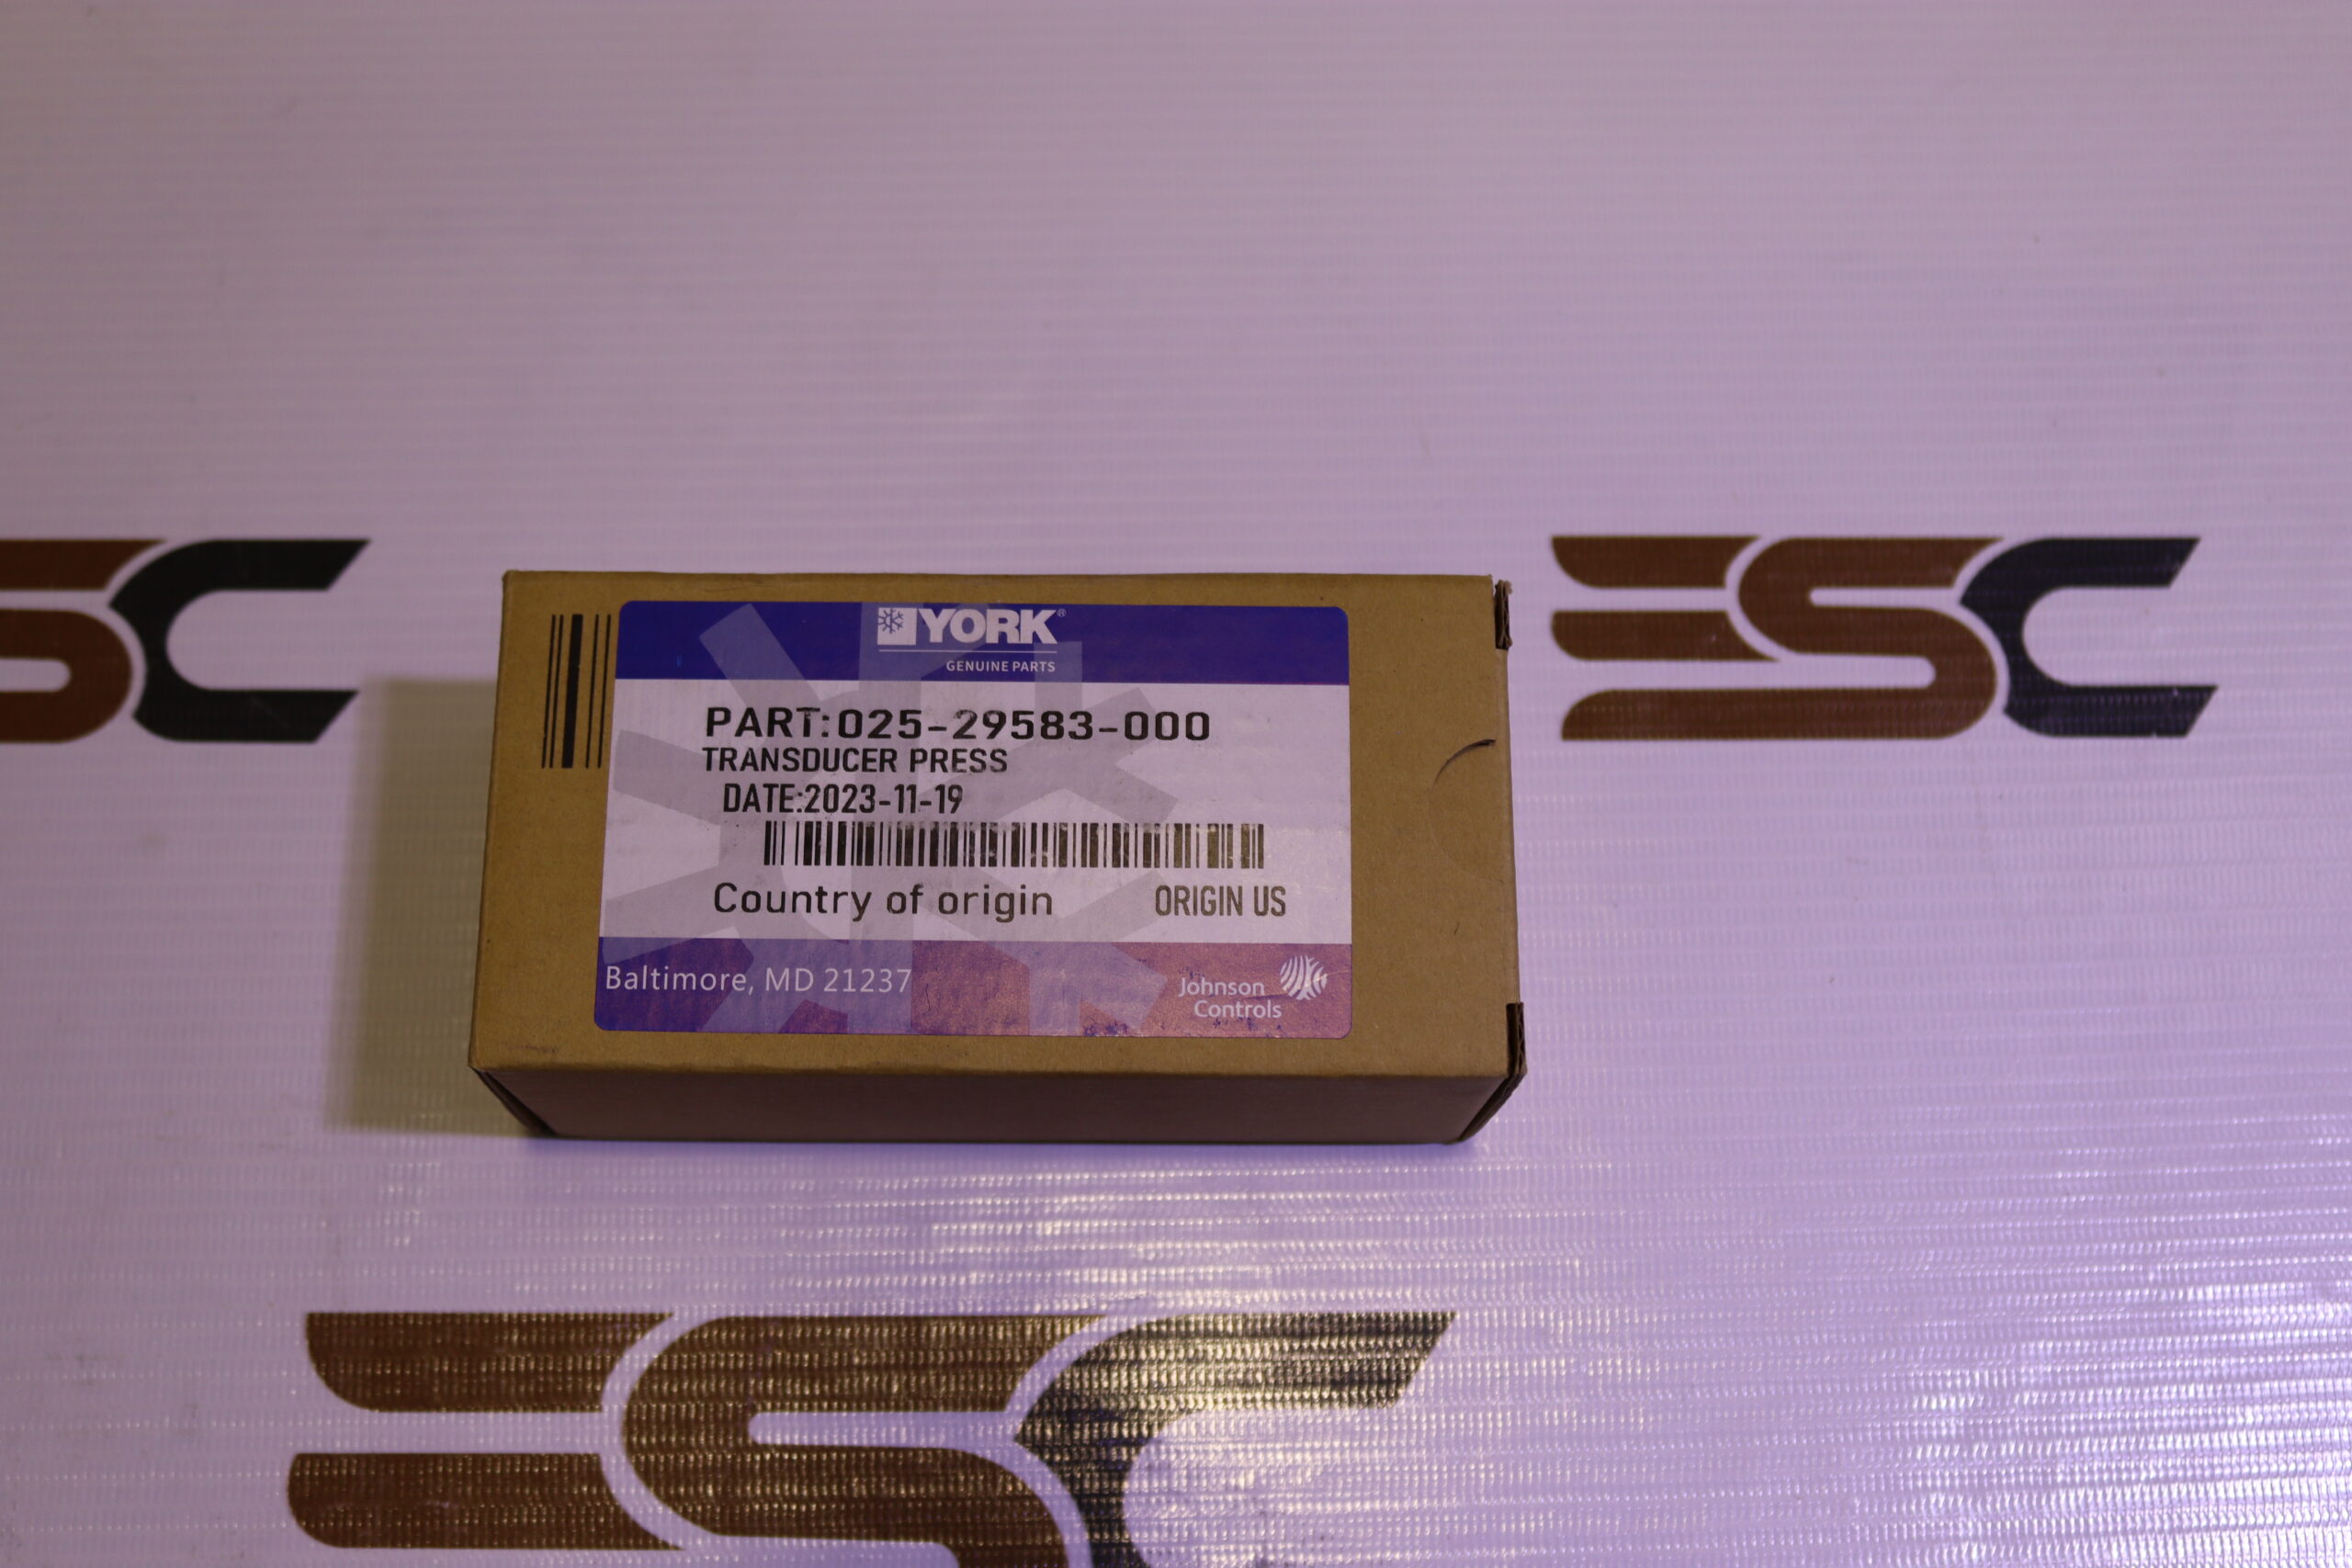 SC
ESC
YORK®
GENUINE PARTS
PART:025-29583-000
TRANSDUCER PRESS
DATE:2023-11-19
Country of origin ORIGIN US
Baltimore, MD 21237
Johnson
Controls
ESC